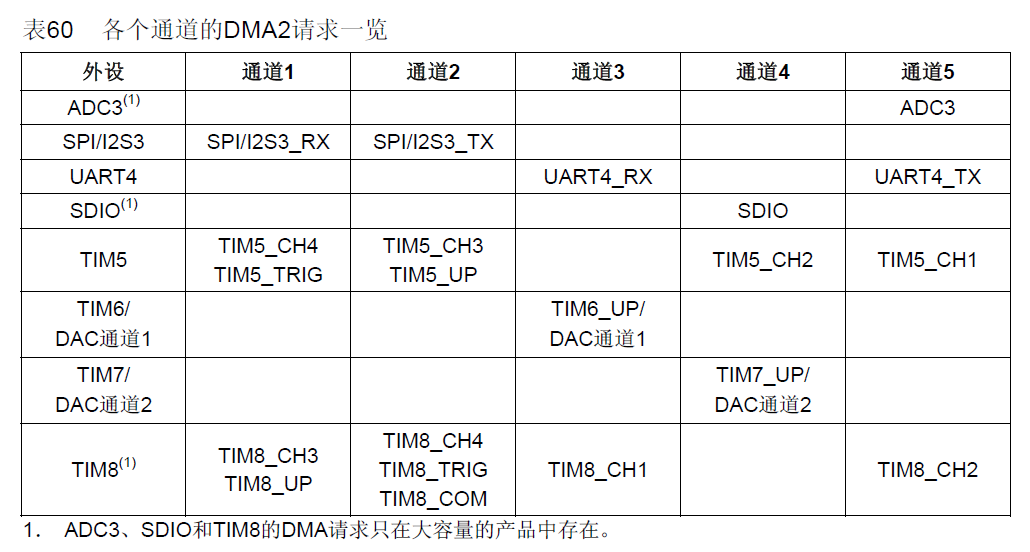 表60 各个通道的DMA2请求一览
外设 通道1 通道2 通道3 通道4 通道5
ADC3(1) ADC3
SPI/I2S3 SPI/I2S3_RX SPI/I2S3_TX
UART4 UART4_RX UART4_TX
SDIO(1) SDIO
TIM5 TIM5_CH4 TIM5_TRIG TIM5_CH3 TIM5_UP TIM5_CH2 TIM5_CH1
TIM6/ DAC通道1 TIM6_UP/ DAC通道1
TIM7/ DAC通道2 TIM7_UP/ DAC通道2
TIM8(1) TIM8_CH3 TIM8_UP TIM8_CH4 TIM8_TRIG TIM8_COM TIM8_CH1 TIM8_CH2
1. ADC3、SDIO和TIM8的DMA请求只在大容量的产品中存在。